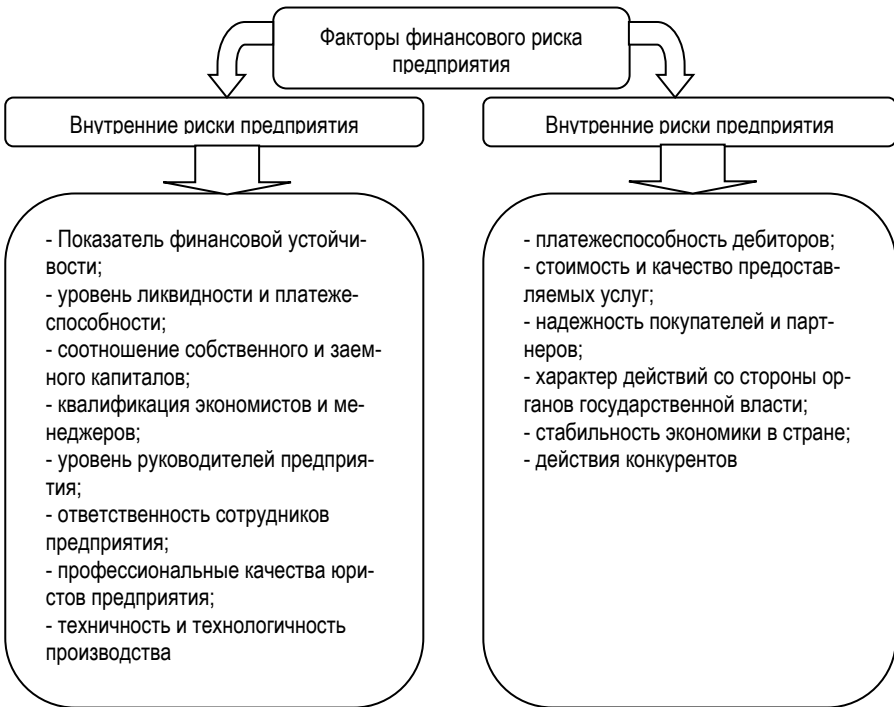 Факторы финансового риска
предприятия
Внутренние риски предприятия
Внутренние риски предприятия
- Показатель финансовой устойчи-
вости;
- уровень ликвидности и платеже-
способности;
- соотношение собственного и заем-
ного капиталов;
- квалификация экономистов и ме-
неджеров;
- уровень руководителей предприя-
тия;
- ответственность сотрудников
предприятия;
- профессиональные качества юри-
стов предприятия;
- техничность и технологичность
производства
- платежеспособность дебиторов;
- стоимость и качество предостав-
ляемых услуг;
- надежность покупателей и парт-
неров;
- характер действий со стороны ор-
ганов государственной власти;
- стабильность экономики в стране;
- действия конкурентов